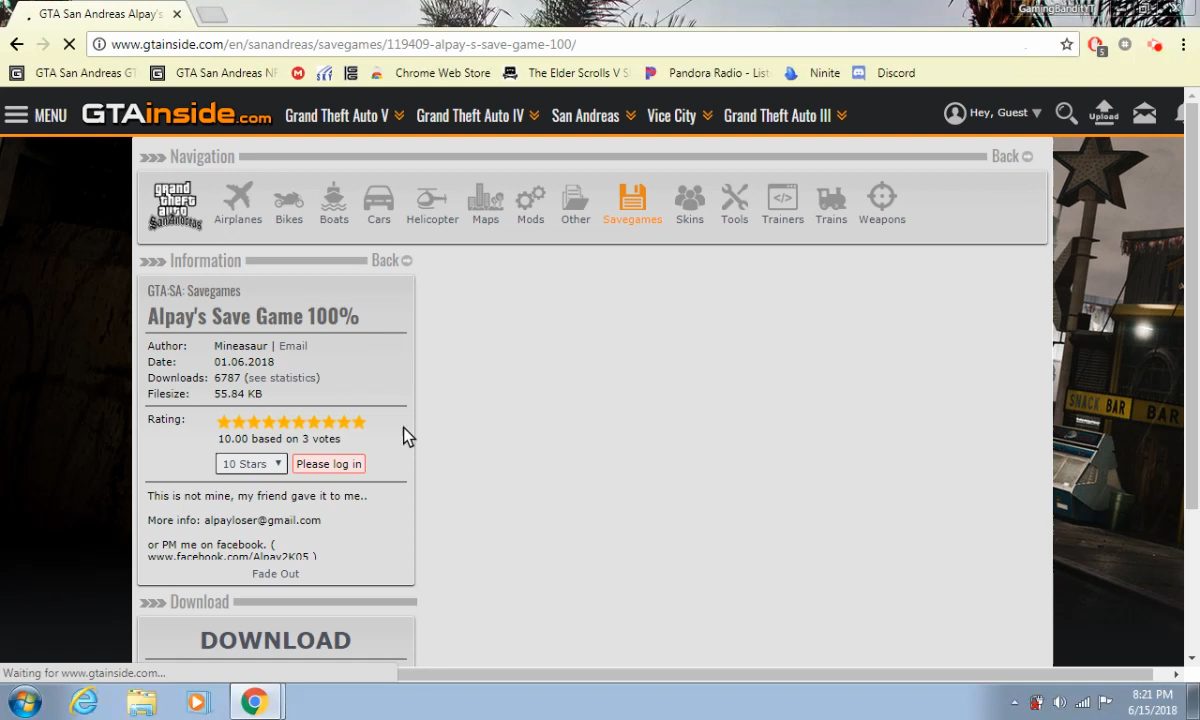 GTA San Andreas Alpay's
GamingBanditYT
www.gtainside.com/en/sanandreas/savegames/119409-alpay-s-save-game-100/
5
GTA San Andreas GT
GTA San Andreas NF
Chrome Web Store
The Elder Scrolls V S
Pandora Radio - List
Ninite
Discord
MENU
GTAinside.com
Grand Theft Auto V
Grand Theft Auto IV
San Andreas
Vice City
Grand Theft Auto III
Hey, Guest
Upload
Navigation
Back
grand theft auto SanAndreas
Airplanes
Bikes
Boats
Cars
Helicopter
Maps
Mods
Other
Savegames
Skins
Tools
Trainers
Trains
Weapons
Information
Back
GTA:SA: Savegames
Alpay's Save Game 100%
Author: Mineasaur | Email
Date: 01.06.2018
Downloads: 6787 (see statistics)
Filesize: 55.84 KB
Rating:
10.00 based on 3 votes
10 Stars
Please log in
This is not mine, my friend gave it to me..
More info: alpayloser@gmail.com
or PM me on facebook. (
www.facebook.com/Alpay2K05 )
Fade Out
Download
DOWNLOAD
SNACK BAR
BAR
Waiting for www.gtainside.com...
8:21 PM
6/15/2018